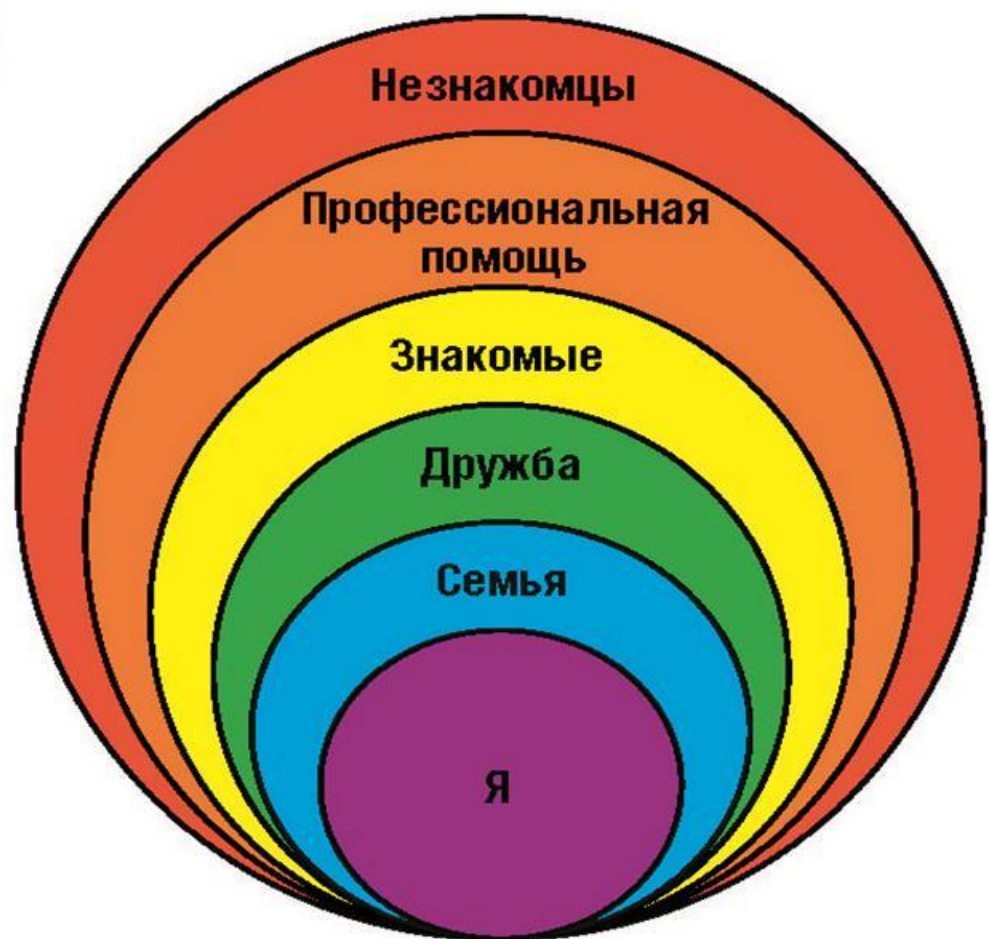 Незнакомцы
Профессиональная
помощь
Знакомые
Дружба
Семья
Я